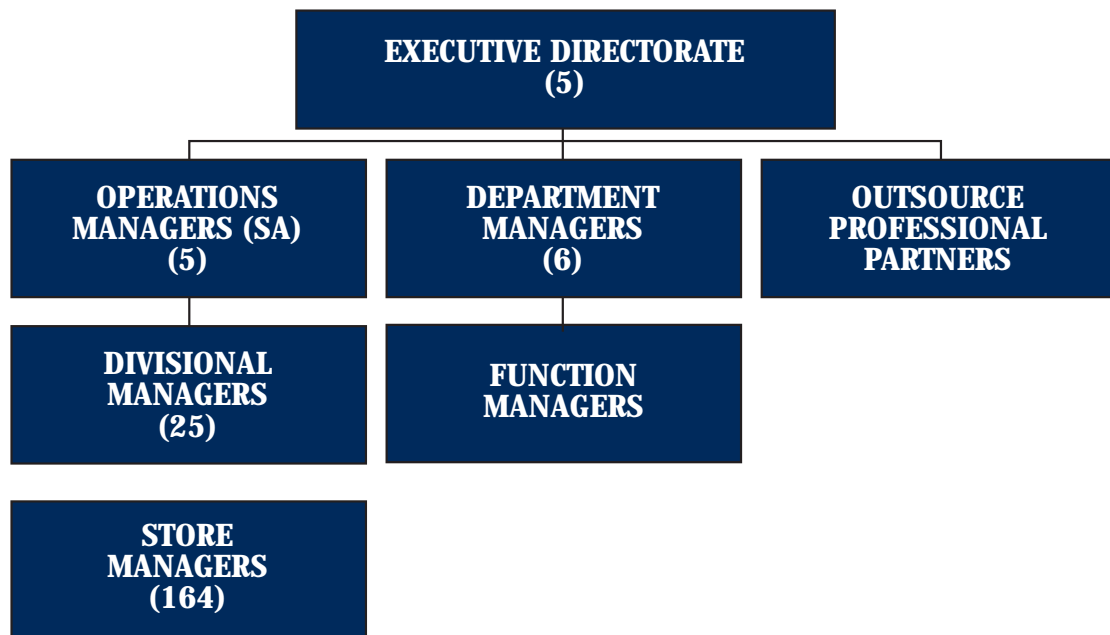 EXECUTIVE DIRECTORATE
(5)
OPERATIONS
MANAGERS (SA)
(5)
DEPARTMENT
MANAGERS
(6)
OUTSOURCE
PROFESSIONAL
PARTNERS
DIVISIONAL
MANAGERS
(25)
FUNCTION
MANAGERS
STORE
MANAGERS
(164)